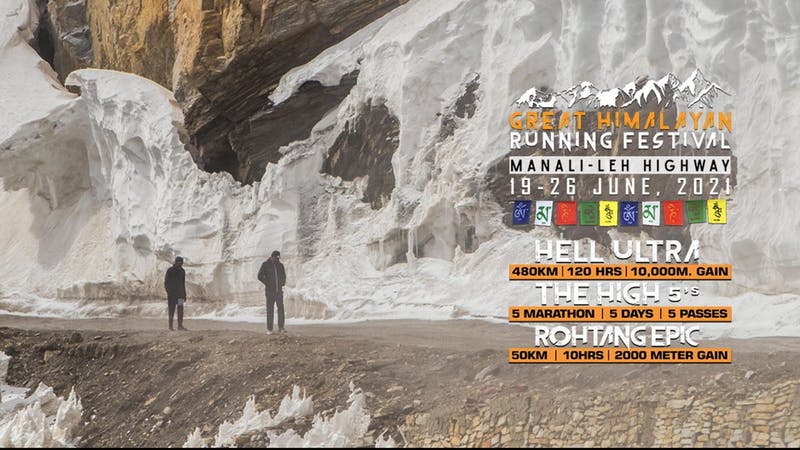 GREAT HIMALAYAN
RUNNING FESTIVAL
MANALI-LEH HIGHWAY
19-26 JUNE, 2021
HELL ULTRA
480KM | 120 HRS | 10,000M. GAIN
THE HIGH 5's
5 MARATHON | 5 DAYS | 5 PASSES
ROHTANG EPIC
50KM | 10HRS | 2000 METER GAIN